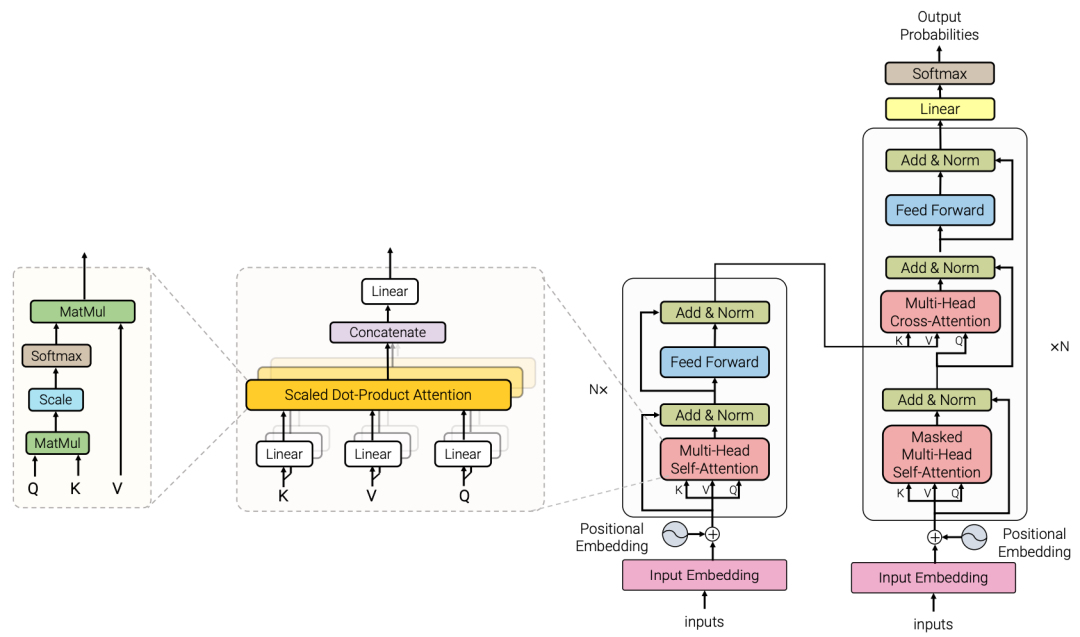 MatMul
Softmax
Scale
MatMul
Q K V
Linear
Concatenate
Scaled Dot-Product Attention
Linear Linear Linear
K V Q
N×
Add & Norm
Feed Forward
Add & Norm
Multi-Head
Self-Attention
K V Q
Positional
Embedding
Input Embedding
inputs
Output
Probabilities
Softmax
Linear
Add & Norm
Feed Forward
Add & Norm
Multi-Head
Cross-Attention
K V Q
×N
Add & Norm
Masked
Multi-Head
Self-Attention
K V Q
Positional
Embedding
Input Embedding
inputs